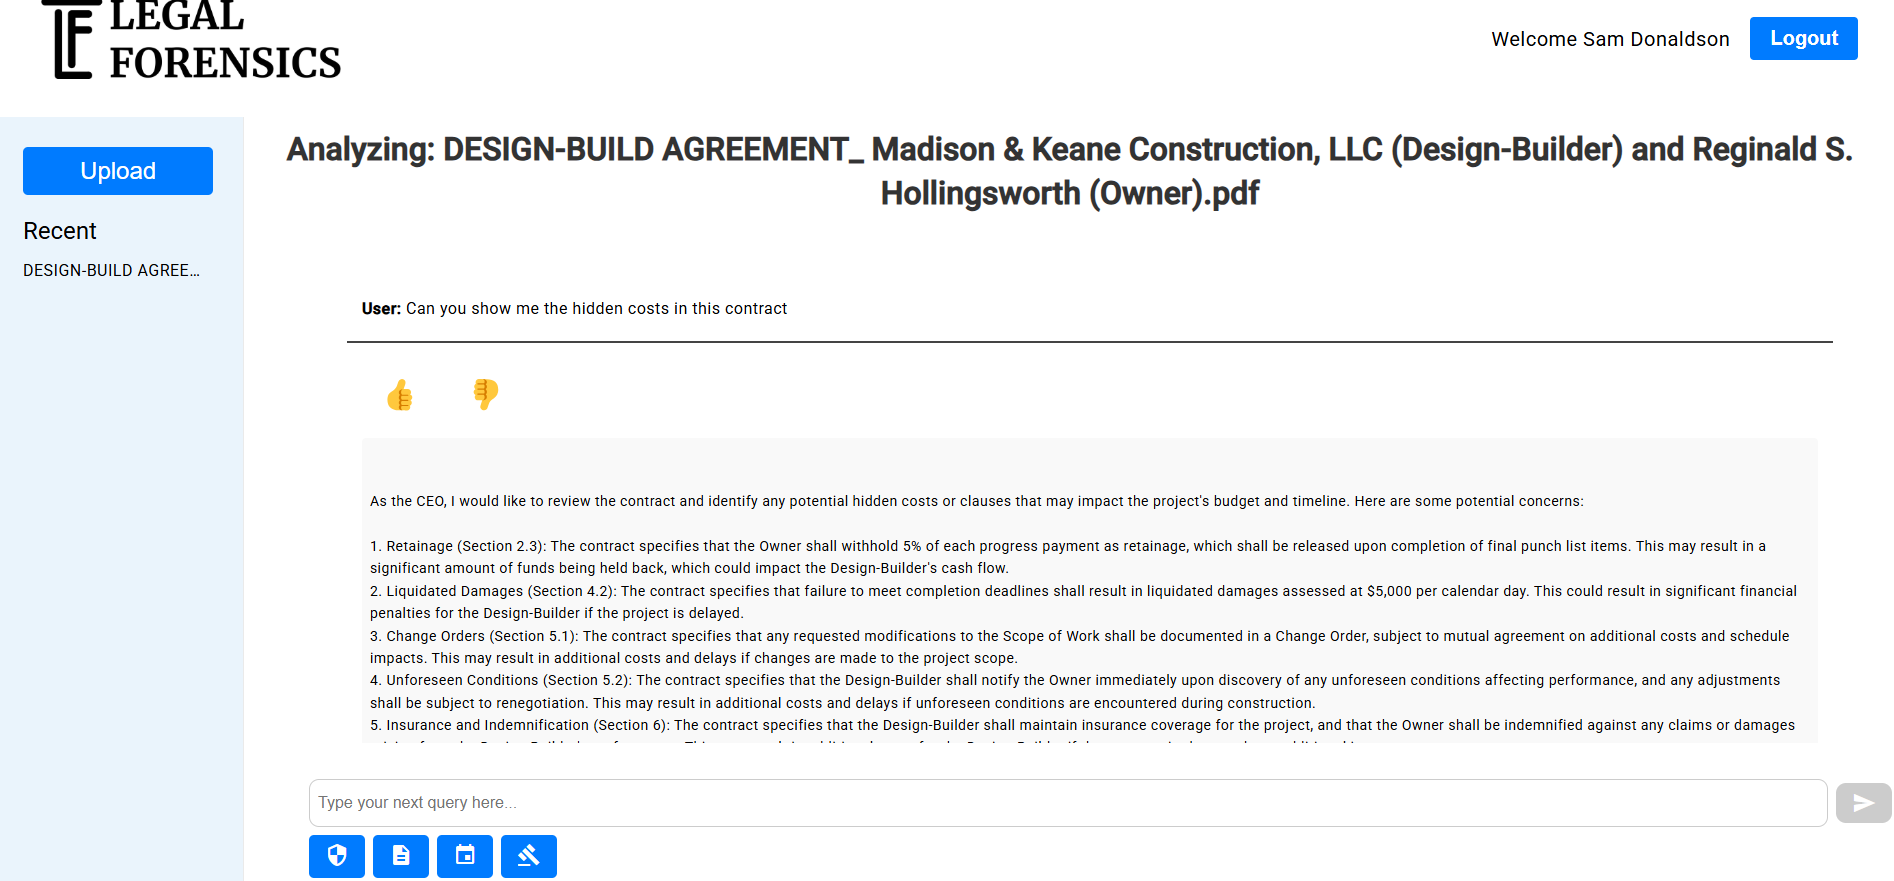 LEGAL
FORENSICS
Welcome Sam Donaldson
Logout
Upload
Recent
DESIGN-BUILD AGREE...
Analyzing: DESIGN-BUILD AGREEMENT_ Madison & Keane Construction, LLC (Design-Builder) and Reginald S.
Hollingsworth (Owner).pdf
User: Can you show me the hidden costs in this contract
As the CEO, I would like to review the contract and identify any potential hidden costs or clauses that may impact the project's budget and timeline. Here are some potential concerns:
1. Retainage (Section 2.3): The contract specifies that the Owner shall withhold 5% of each progress payment as retainage, which shall be released upon completion of final punch list items. This may result in a
significant amount of funds being held back, which could impact the Design-Builder's cash flow.
2. Liquidated Damages (Section 4.2): The contract specifies that failure to meet completion deadlines shall result in liquidated damages assessed at $5,000 per calendar day. This could result in significant financial
penalties for the Design-Builder if the project is delayed.
3. Change Orders (Section 5.1): The contract specifies that any requested modifications to the Scope of Work shall be documented in a Change Order, subject to mutual agreement on additional costs and schedule
impacts. This may result in additional costs and delays if changes are made to the project scope.
4. Unforeseen Conditions (Section 5.2): The contract specifies that the Design-Builder shall notify the Owner immediately upon discovery of any unforeseen conditions affecting performance, and any adjustments
shall be subject to renegotiation. This may result in additional costs and delays if unforeseen conditions are encountered during construction.
5. Insurance and Indemnification (Section 6): The contract specifies that the Design-Builder shall maintain insurance coverage for the project, and that the Owner shall be indemnified against any claims or damages
Type your next query here...